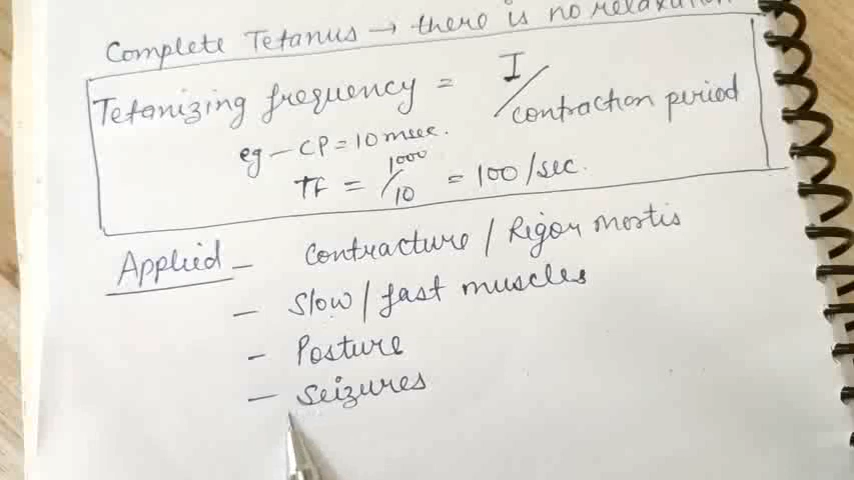 Complete Tetanus → there is no relaxation
Tetanizing frequency = I / contraction period
eg - CP = 10 msec.
TF = 1000 / 10 = 100 / sec.
Applied - Contracture / Rigor mortis
- Slow / fast muscles
- Posture
- Seizures